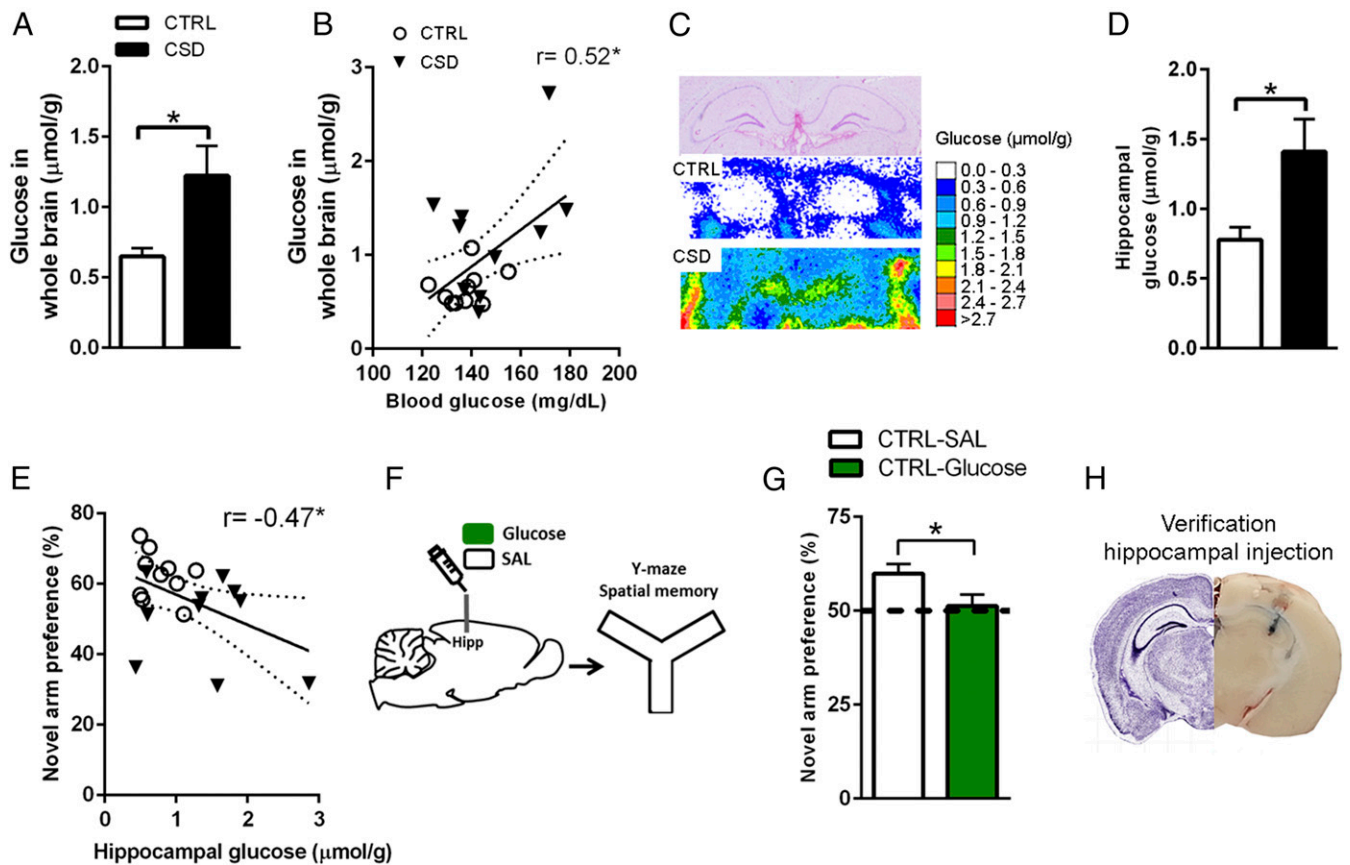 A
CTRL
CSD
Glucose in
whole brain (μmol/g)
2.0
1.5
1.0
0.5
0.0
*
B
CTRL
CSD
r= 0.52*
Glucose in
whole brain (μmol/g)
3
2
1
0
100 120 140 160 180 200
Blood glucose (mg/dL)
C
CTRL
CSD
Glucose (μmol/g)
0.0 - 0.3
0.3 - 0.6
0.6 - 0.9
0.9 - 1.2
1.2 - 1.5
1.5 - 1.8
1.8 - 2.1
2.1 - 2.4
2.4 - 2.7
>2.7
D
Hippocampal
glucose (μmol/g)
2.0
1.5
1.0
0.5
0.0
*
E
r= -0.47*
Novel arm preference (%)
80
60
40
20
0
0 1 2 3
Hippocampal glucose (μmol/g)
F
Glucose
SAL
Hipp
Y-maze
Spatial memory
CTRL-SAL
CTRL-Glucose
G
Novel arm preference (%)
75
50
25
0
*
H
Verification
hippocampal injection